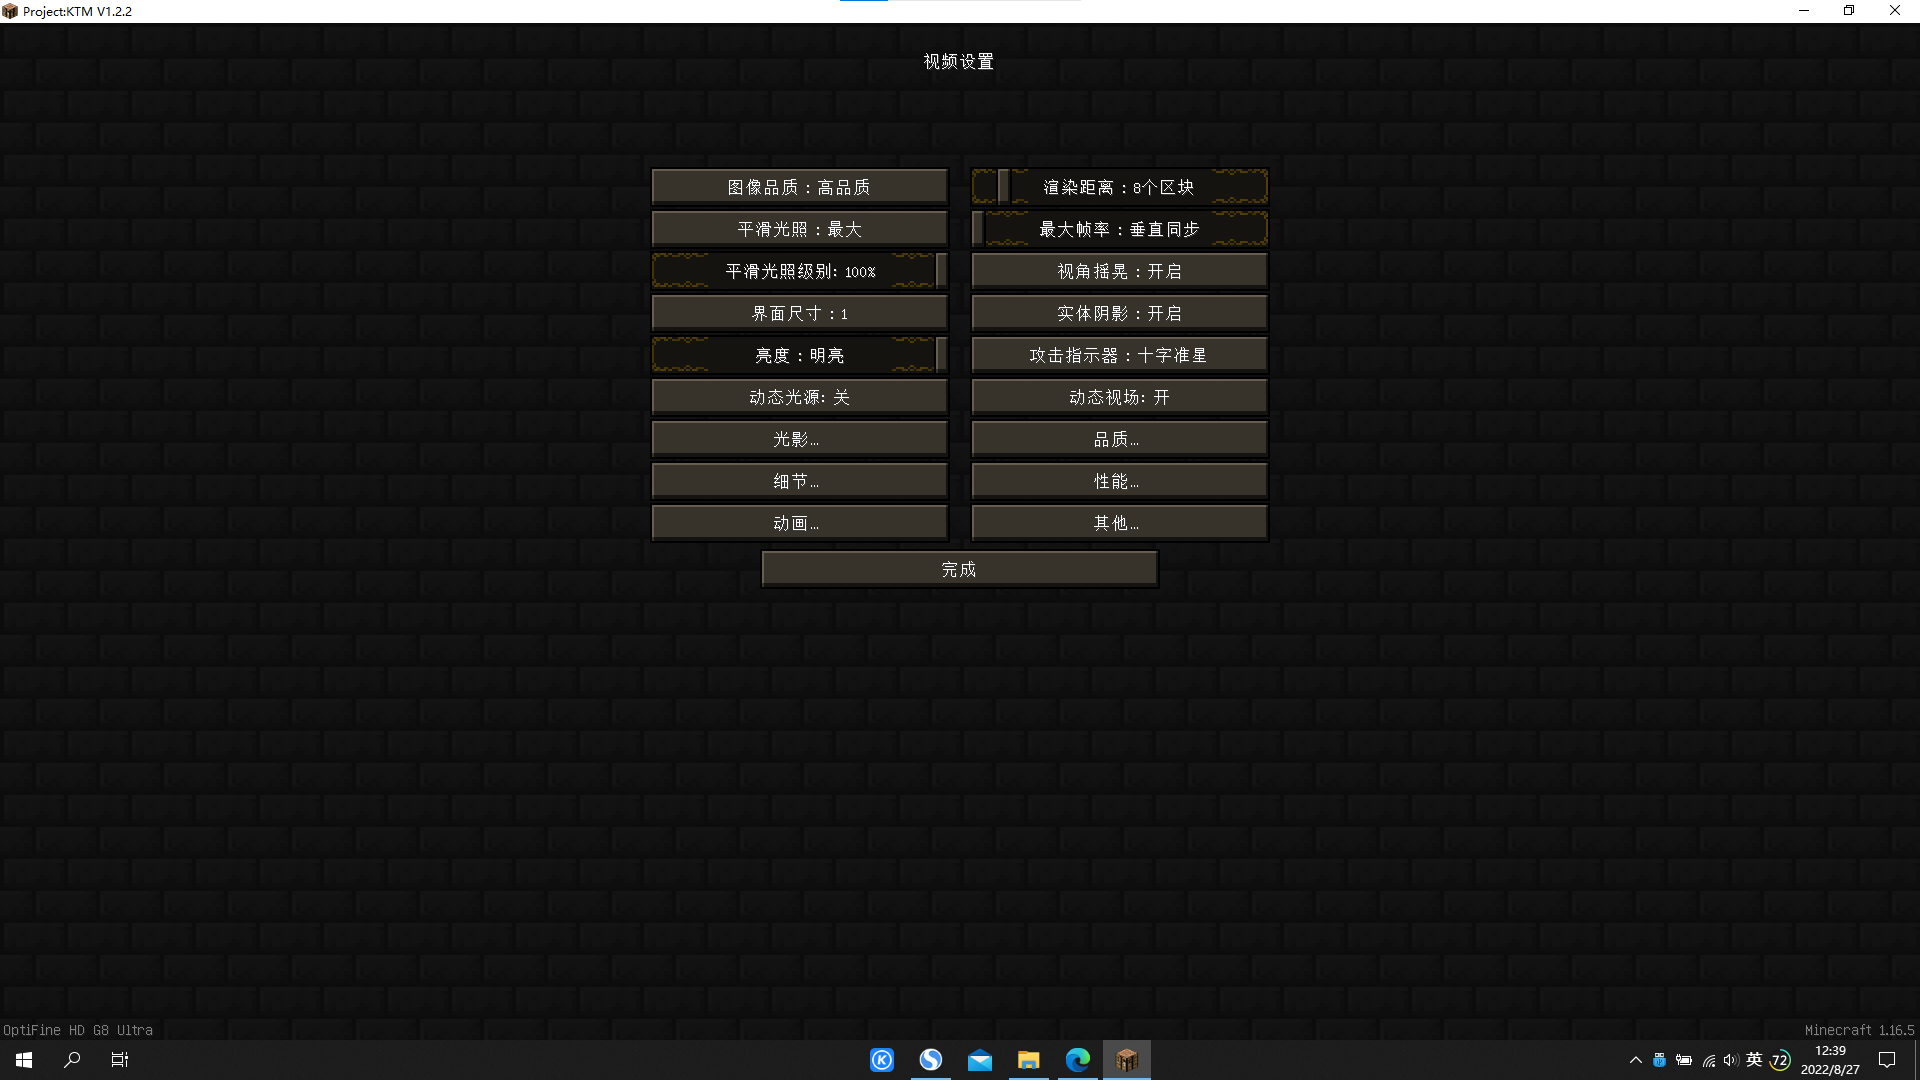 Project:KTM V1.2.2
视频设置
图像品质：高品质
渲染距离：8个区块
平滑光照：最大
最大帧率：垂直同步
平滑光照级别: 100%
视角摇晃：开启
界面尺寸：1
实体阴影：开启
亮度：明亮
攻击指示器：十字准星
动态光源: 关
动态视场: 开
光影...
品质...
细节...
性能...
动画...
其他...
完成
OptiFine HD G8 Ultra
Minecraft 1.16.5
英
72
12:39
2022/8/27